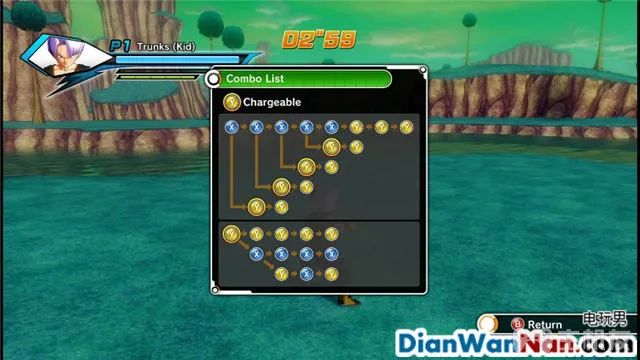 P1 Trunks (Kid)
02"59
Combo List
Y Chargeable
X X X X X Y Y Y
Y Y
Y Y
Y Y
Y Y
Y Y Y Y Y
X X X X
Y X Y
B Return
电玩男
DianWanNan.com